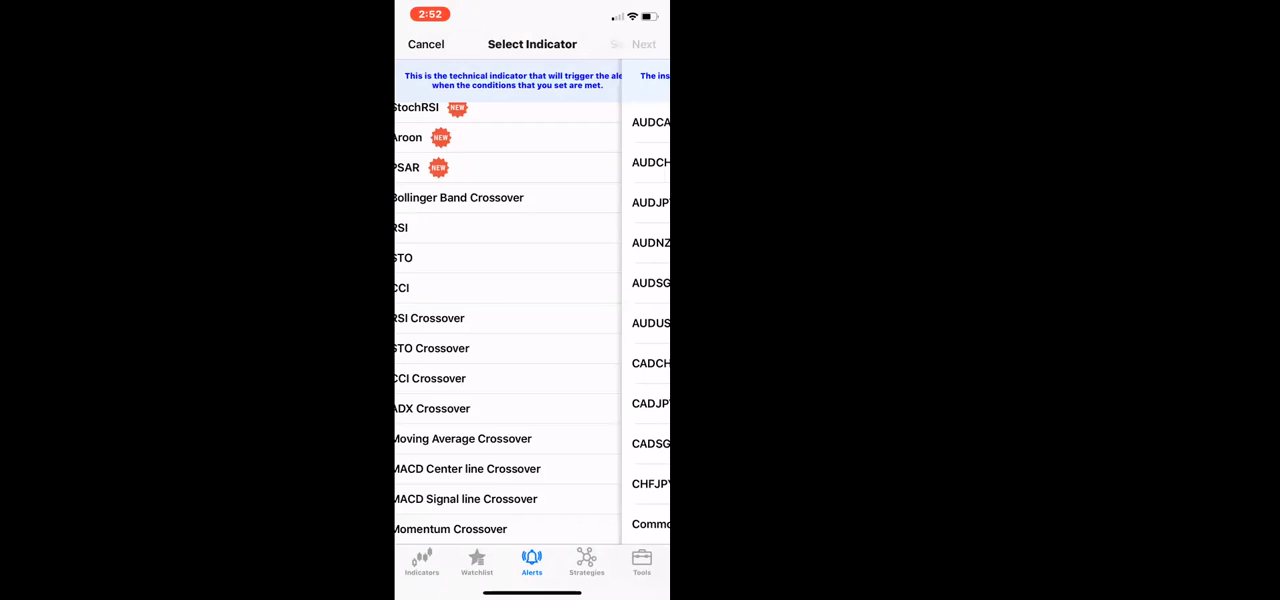 2:52
Cancel
Select Indicator
Next
This is the technical indicator that will trigger the ale
when the conditions that you set are met.
The ins
StochRSI NEW
Aroon NEW
PSAR NEW
Bollinger Band Crossover
RSI
STO
CCI
RSI Crossover
STO Crossover
CCI Crossover
ADX Crossover
Moving Average Crossover
MACD Center line Crossover
MACD Signal line Crossover
Momentum Crossover
AUDCA
AUDCH
AUDJP
AUDNZ
AUDSG
AUDUS
CADCH
CADJP
CADSG
CHFJPY
Commo
Indicators
Watchlist
Alerts
Strategies
Tools